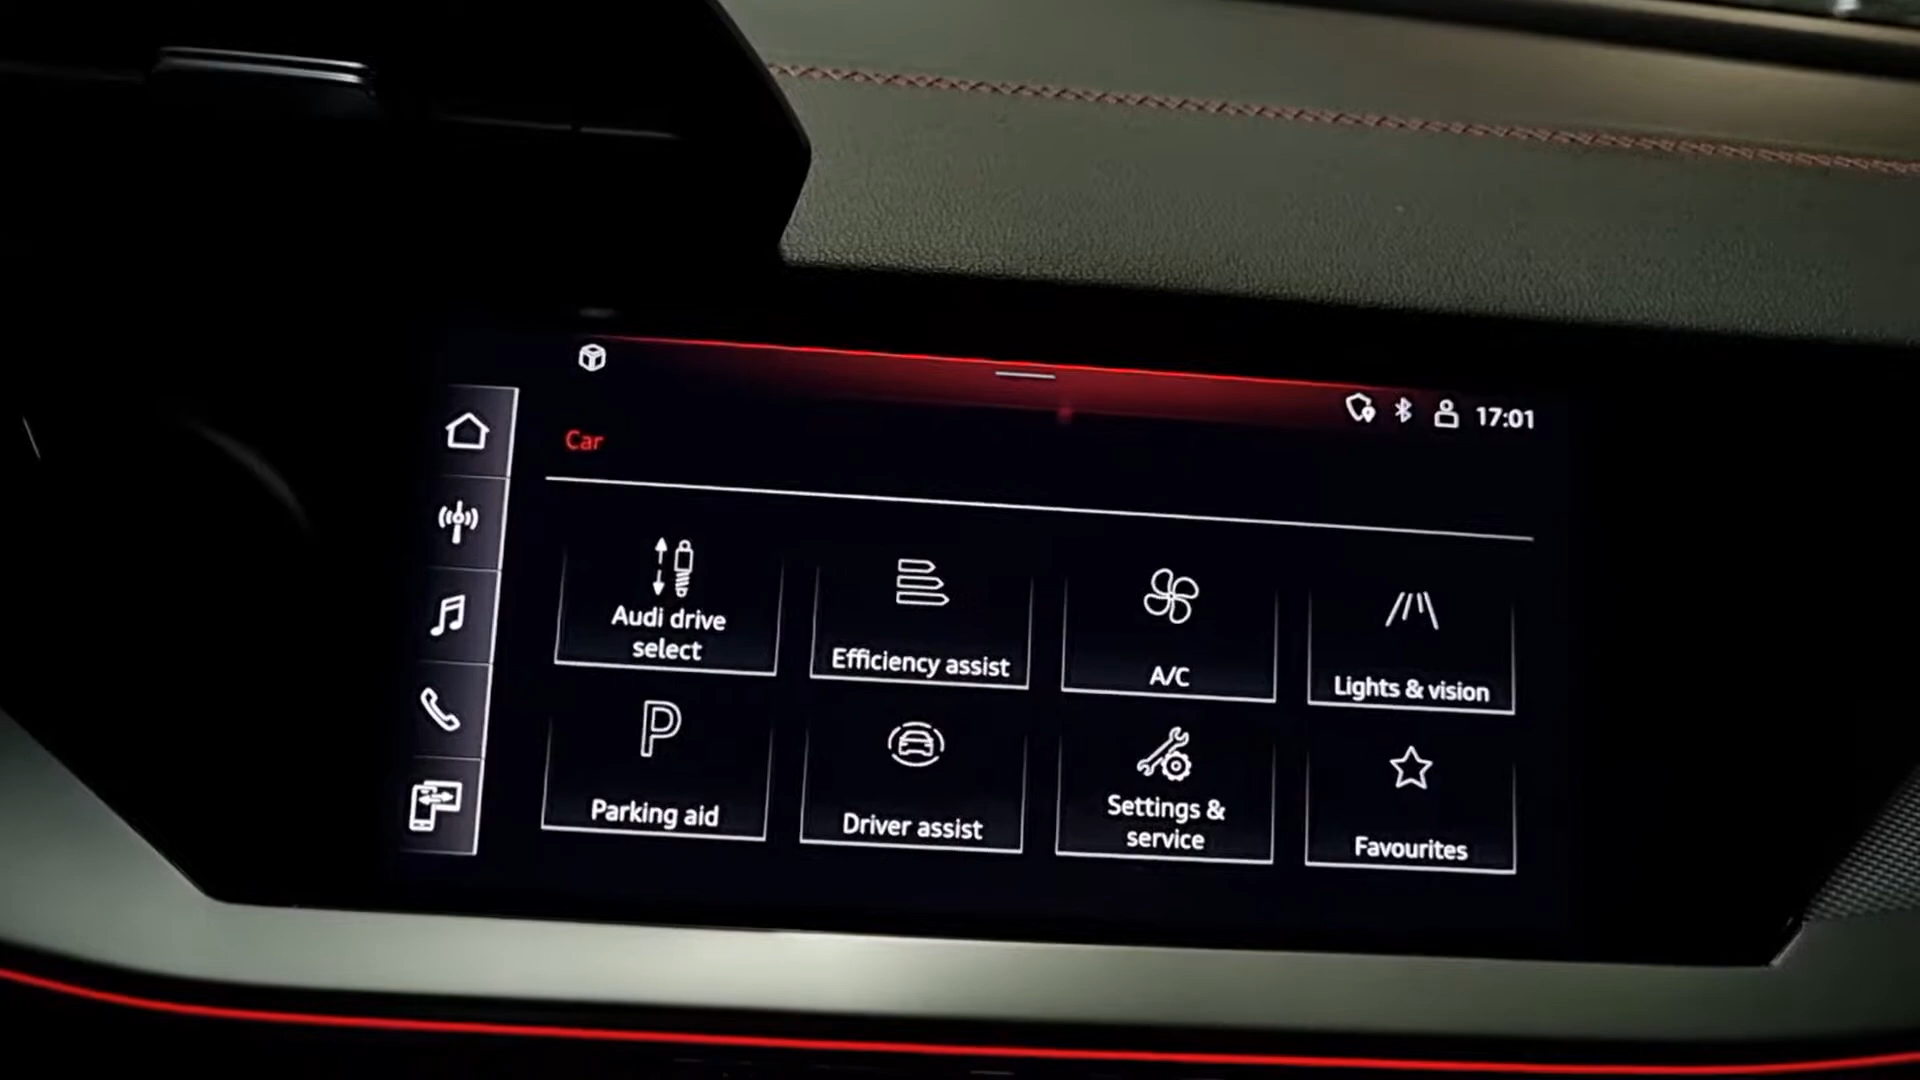 17:01
Car
Audi drive
select
Efficiency assist
A/C
Lights & vision
P
Parking aid
Driver assist
Settings &
service
Favourites